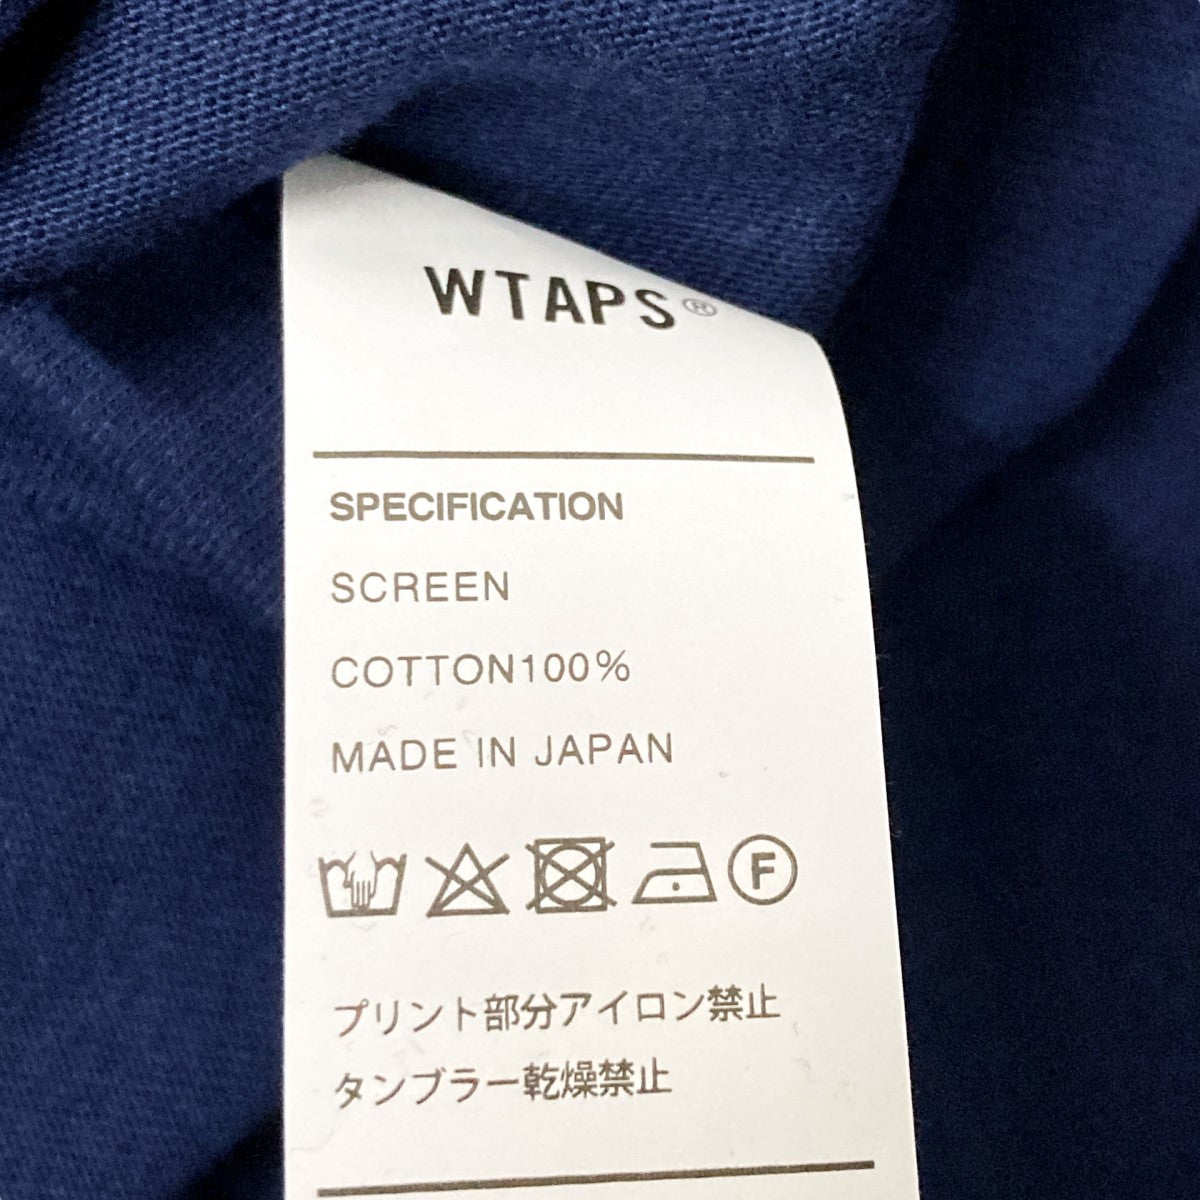 WTAPS®
SPECIFICATION
SCREEN
COTTON100%
MADE IN JAPAN
F
プリント部分アイロン禁止
タンブラー乾燥禁止